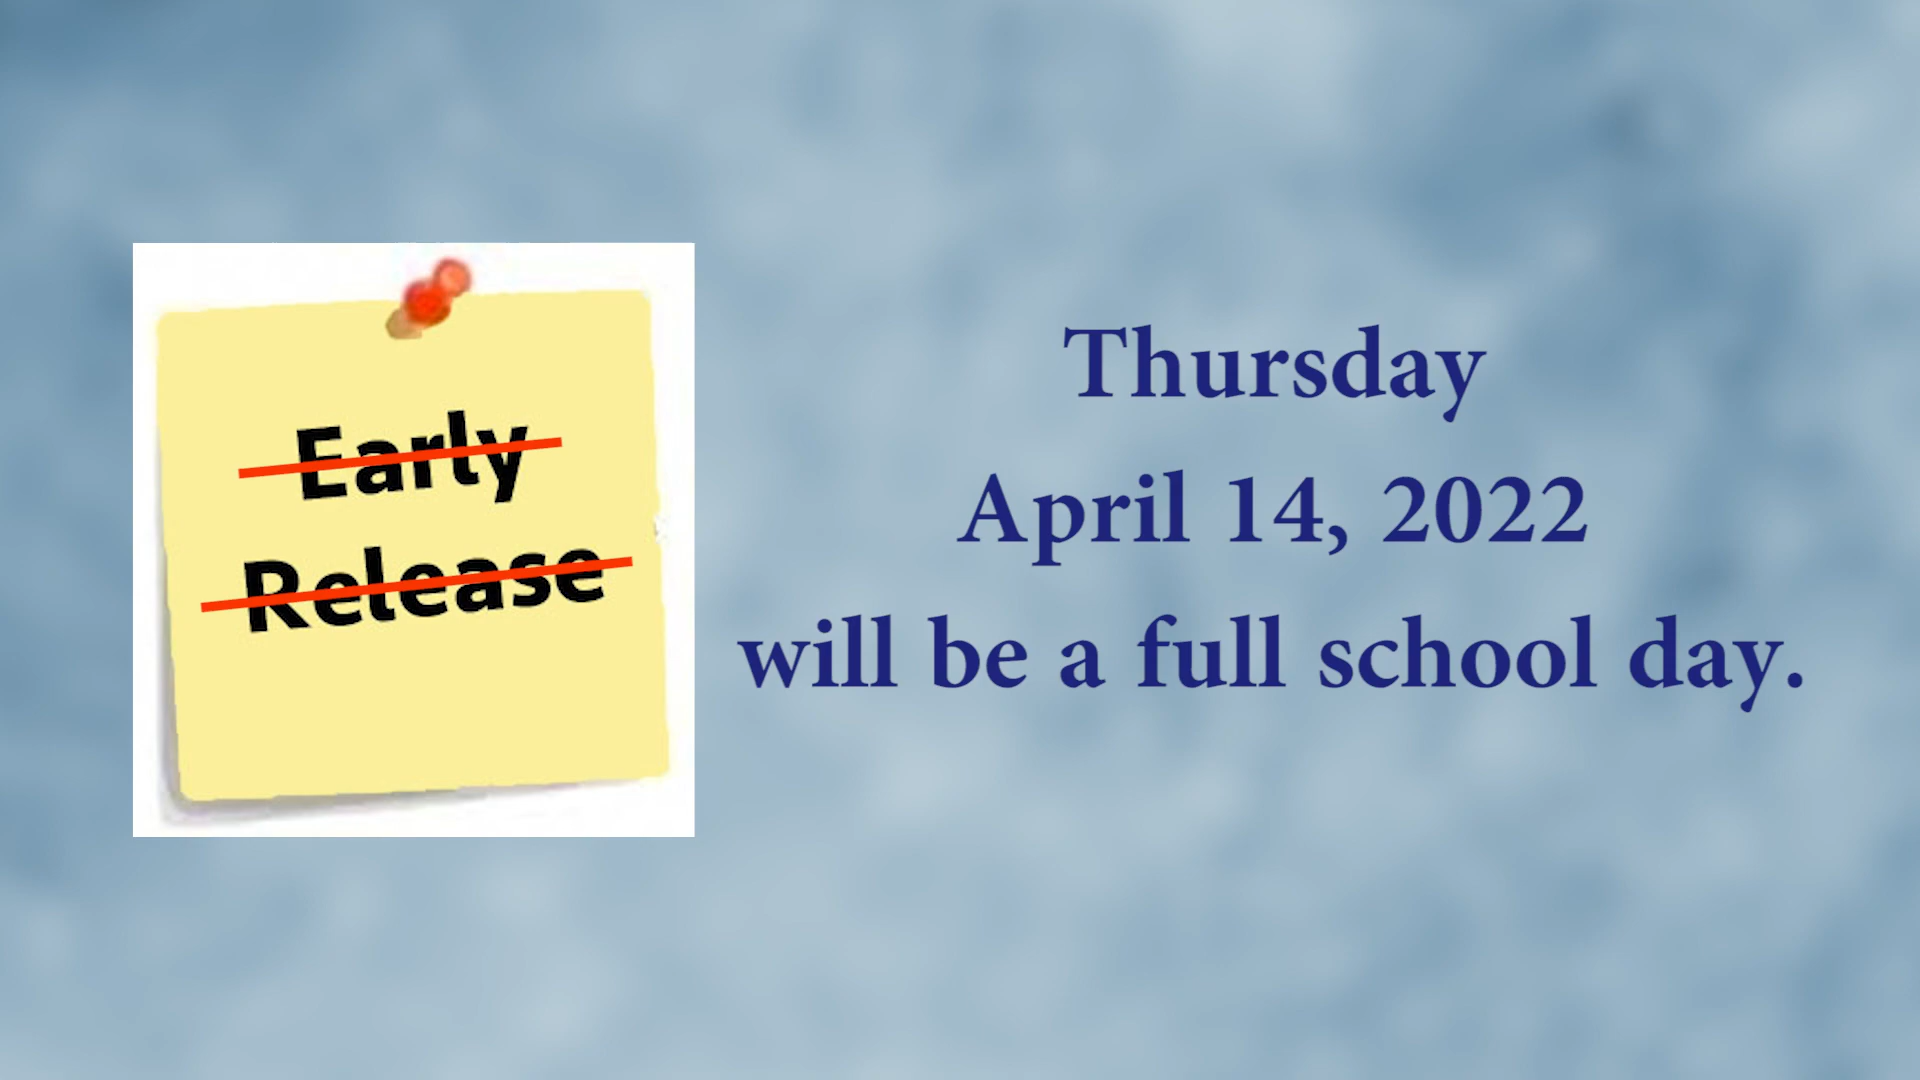 Early
Release
Thursday
April 14, 2022
will be a full school day.